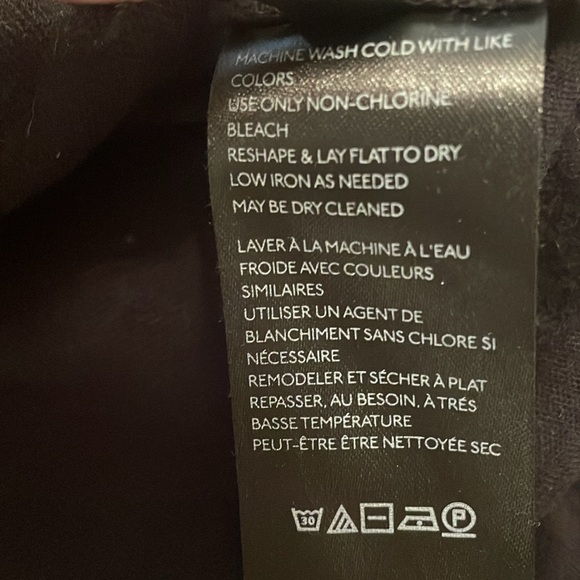 MACHINE WASH COLD WITH LIKE
COLORS
USE ONLY NON-CHLORINE
BLEACH
RESHAPE & LAY FLAT TO DRY
LOW IRON AS NEEDED
MAY BE DRY CLEANED
LAVER À LA MACHINE À L'EAU
FROIDE AVEC COULEURS
SIMILAIRES
UTILISER UN AGENT DE
BLANCHIMENT SANS CHLORE SI
NÉCESSAIRE
REMODELER ET SÉCHER À PLAT
REPASSER, AU BESOIN, À TRÉS
BASSE TEMPÉRATURE
PEUT-ÊTRE ÊTRE NETTOYÉE SEC
30 P